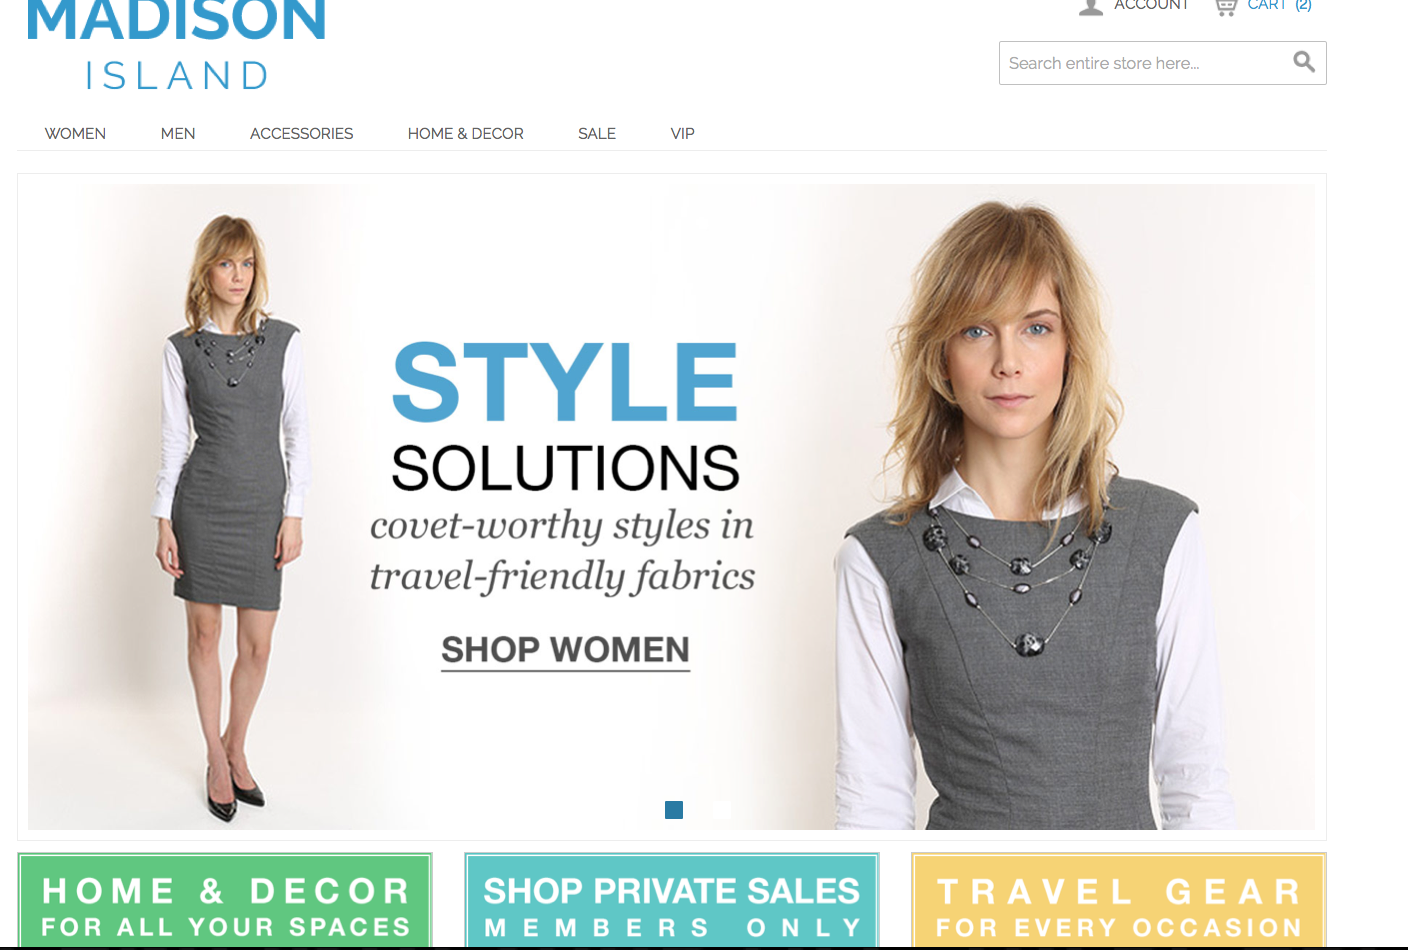 MADISON
ISLAND
ACCOUNT CART (2)
Search entire store here...
WOMEN MEN ACCESSORIES HOME & DECOR SALE VIP
STYLE
SOLUTIONS
covet-worthy styles in
travel-friendly fabrics
SHOP WOMEN
HOME & DECOR
FOR ALL YOUR SPACES
SHOP PRIVATE SALES
MEMBERS ONLY
TRAVEL GEAR
FOR EVERY OCCASION